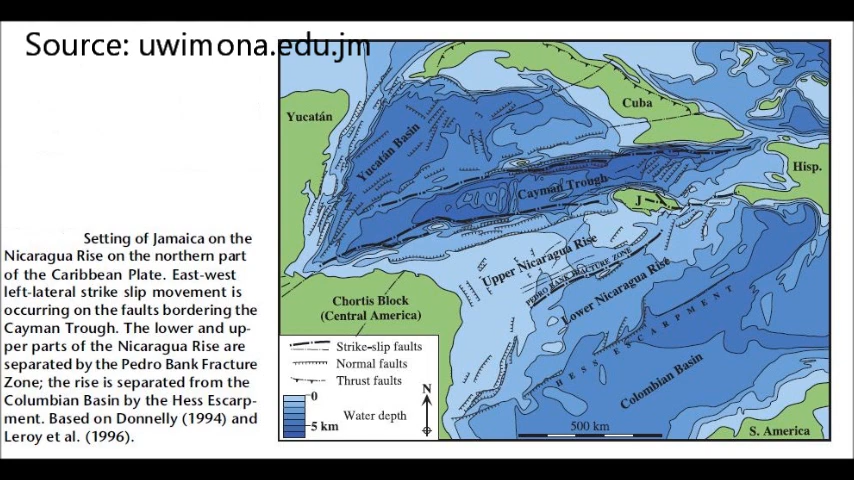 Source: uwimona.edu.jm
Setting of Jamaica on the
Nicaragua Rise on the northern part
of the Caribbean Plate. East-west
left-lateral strike slip movement is
occurring on the faults bordering the
Cayman Trough. The lower and up-
per parts of the Nicaragua Rise are
separated by the Pedro Bank Fracture
Zone; the rise is separated from the
Columbian Basin by the Hess Escarp-
ment. Based on Donnelly (1994) and
Leroy et al. (1996).
Yucatán
Cuba
Yucatán Basin
Hisp.
Cayman Trough
J
Upper Nicaragua Rise
PEDRO BANK FRACTURE ZONE
Lower Nicaragua Rise
Chortis Block
(Central America)
HESS ESCARPMENT
Colombian Basin
Strike-slip faults
Normal faults
Thrust faults
N
0
Water depth
5 km
500 km
S. America